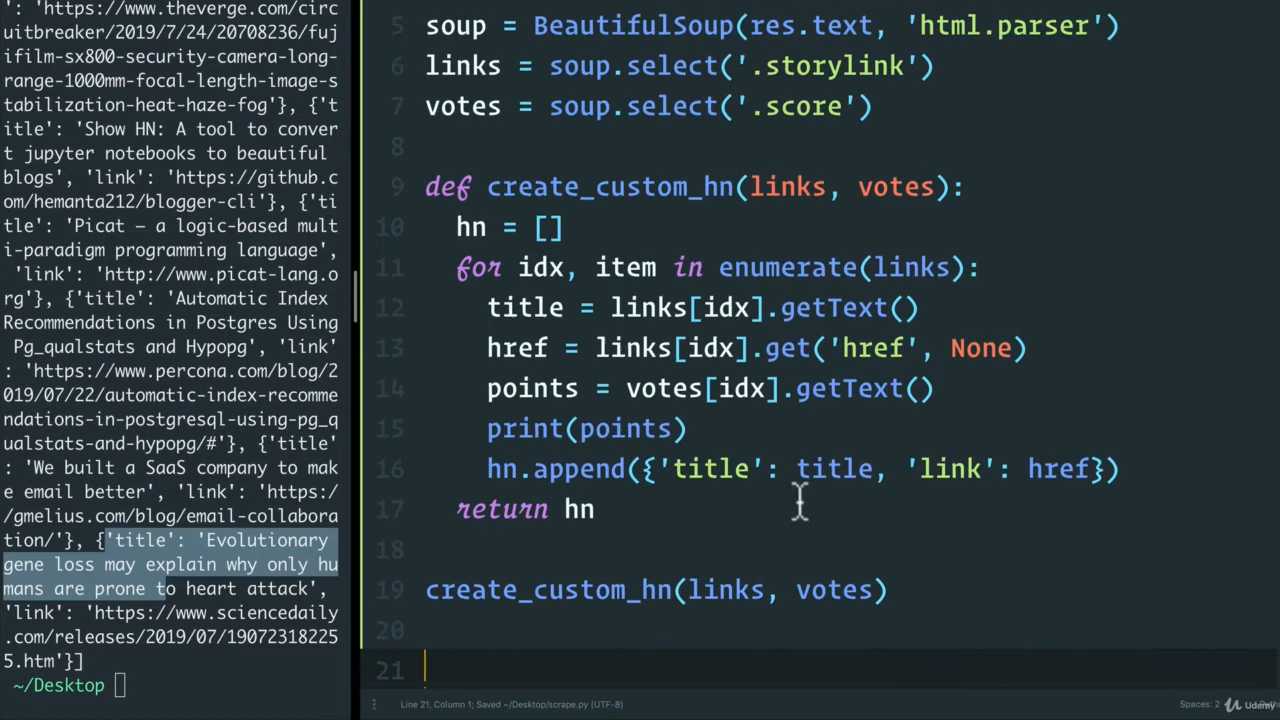 ': 'https://www.theverge.com/circ
uitbreaker/2019/7/24/20708236/fuj
ifilm-sx800-security-camera-long-
range-1000mm-focal-length-image-s
tabilization-heat-haze-fog'}, {'t
itle': 'Show HN: A tool to conver
t jupyter notebooks to beautiful
blogs', 'link': 'https://github.c
om/hemanta212/blogger-cli'}, {'ti
tle': 'Picat – a logic-based mult
i-paradigm programming language',
'link': 'http://www.picat-lang.o
rg'}, {'title': 'Automatic Index
Recommendations in Postgres Using
Pg_qualstats and Hypopg', 'link'
: 'https://www.percona.com/blog/2
019/07/22/automatic-index-recomme
ndations-in-postgresql-using-pg_q
ualstats-and-hypopg/#'}, {'title'
: 'We built a SaaS company to mak
e email better', 'link': 'https:/
/gmelius.com/blog/email-collabora
tion/'}, {'title': 'Evolutionary
gene loss may explain why only hu
mans are prone to heart attack',
'link': 'https://www.sciencedaily
.com/releases/2019/07/19072318225
5.htm'}]
~/Desktop
5 soup = BeautifulSoup(res.text, 'html.parser')
6 links = soup.select('.storylink')
7 votes = soup.select('.score')
8
9 def create_custom_hn(links, votes):
10 hn = []
11 for idx, item in enumerate(links):
12 title = links[idx].getText()
13 href = links[idx].get('href', None)
14 points = votes[idx].getText()
15 print(points)
16 hn.append({'title': title, 'link': href})
17 return hn
18
19 create_custom_hn(links, votes)
20
21
Line 21, Column 1; Saved ~/Desktop/scrape.py (UTF-8)
Spaces: 2
Udemy